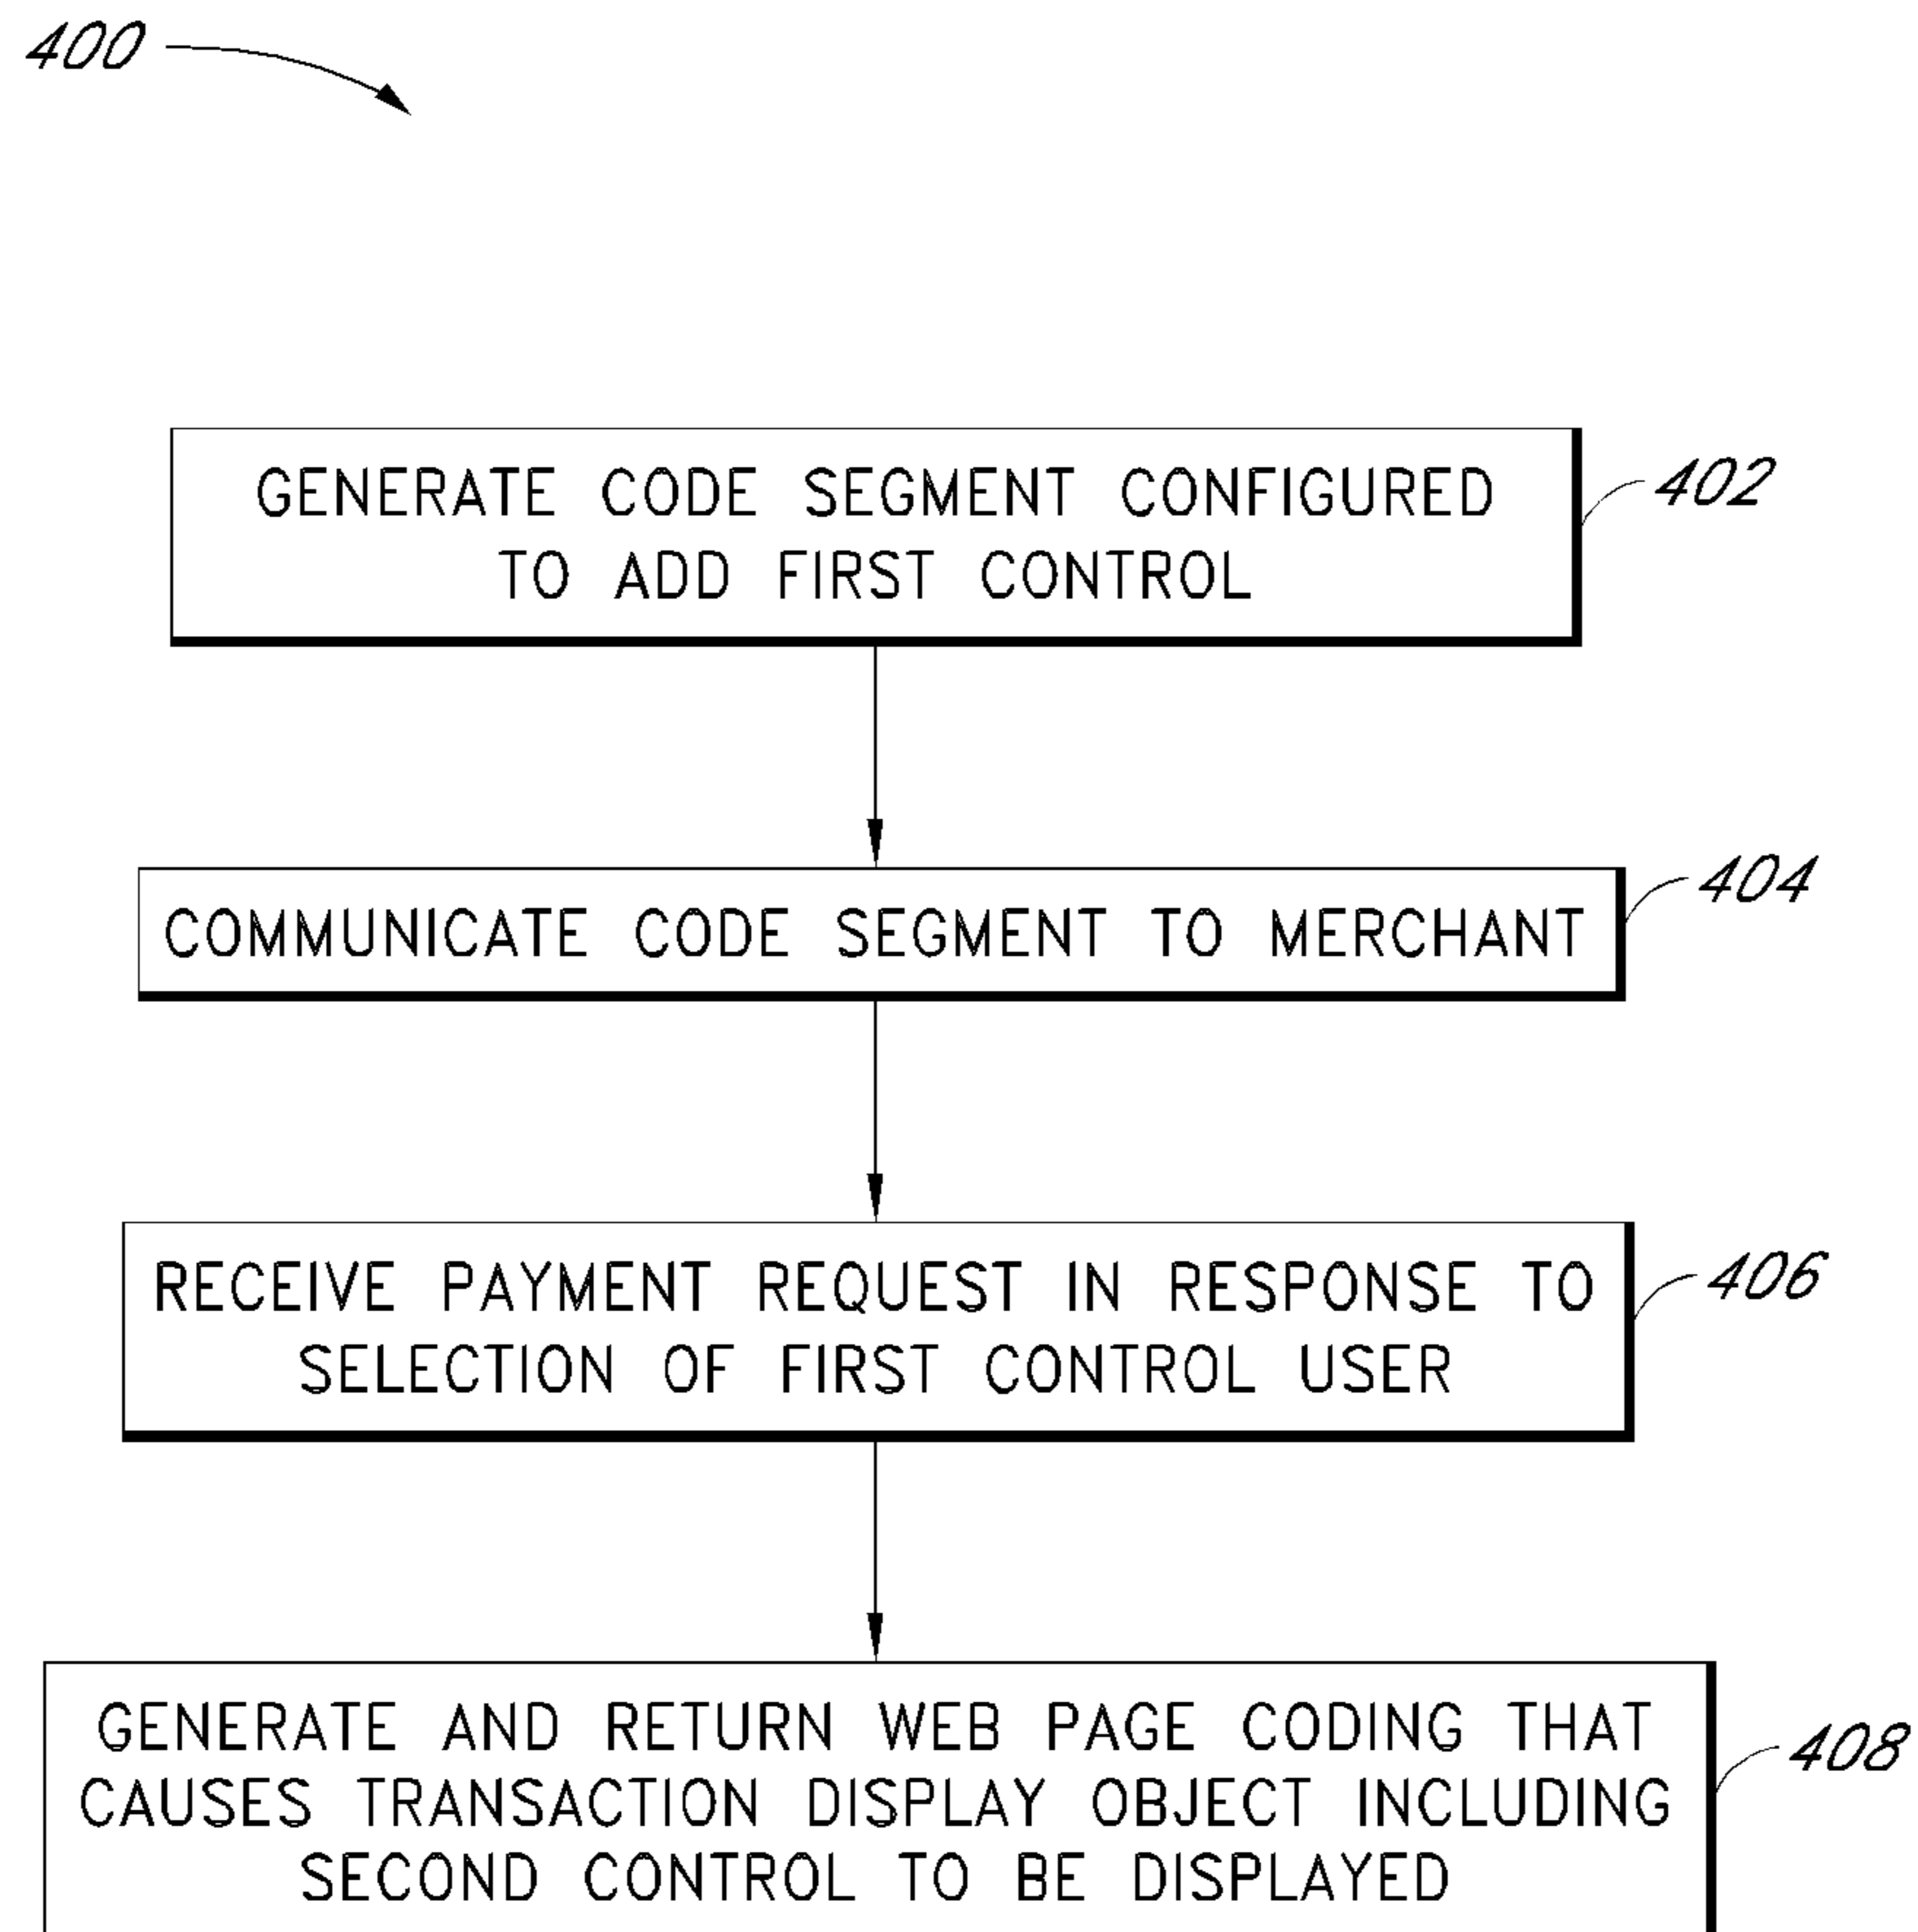 400
GENERATE CODE SEGMENT CONFIGURED
TO ADD FIRST CONTROL
402
COMMUNICATE CODE SEGMENT TO MERCHANT
404
RECEIVE PAYMENT REQUEST IN RESPONSE TO
SELECTION OF FIRST CONTROL USER
406
GENERATE AND RETURN WEB PAGE CODING THAT
CAUSES TRANSACTION DISPLAY OBJECT INCLUDING
SECOND CONTROL TO BE DISPLAYED
408